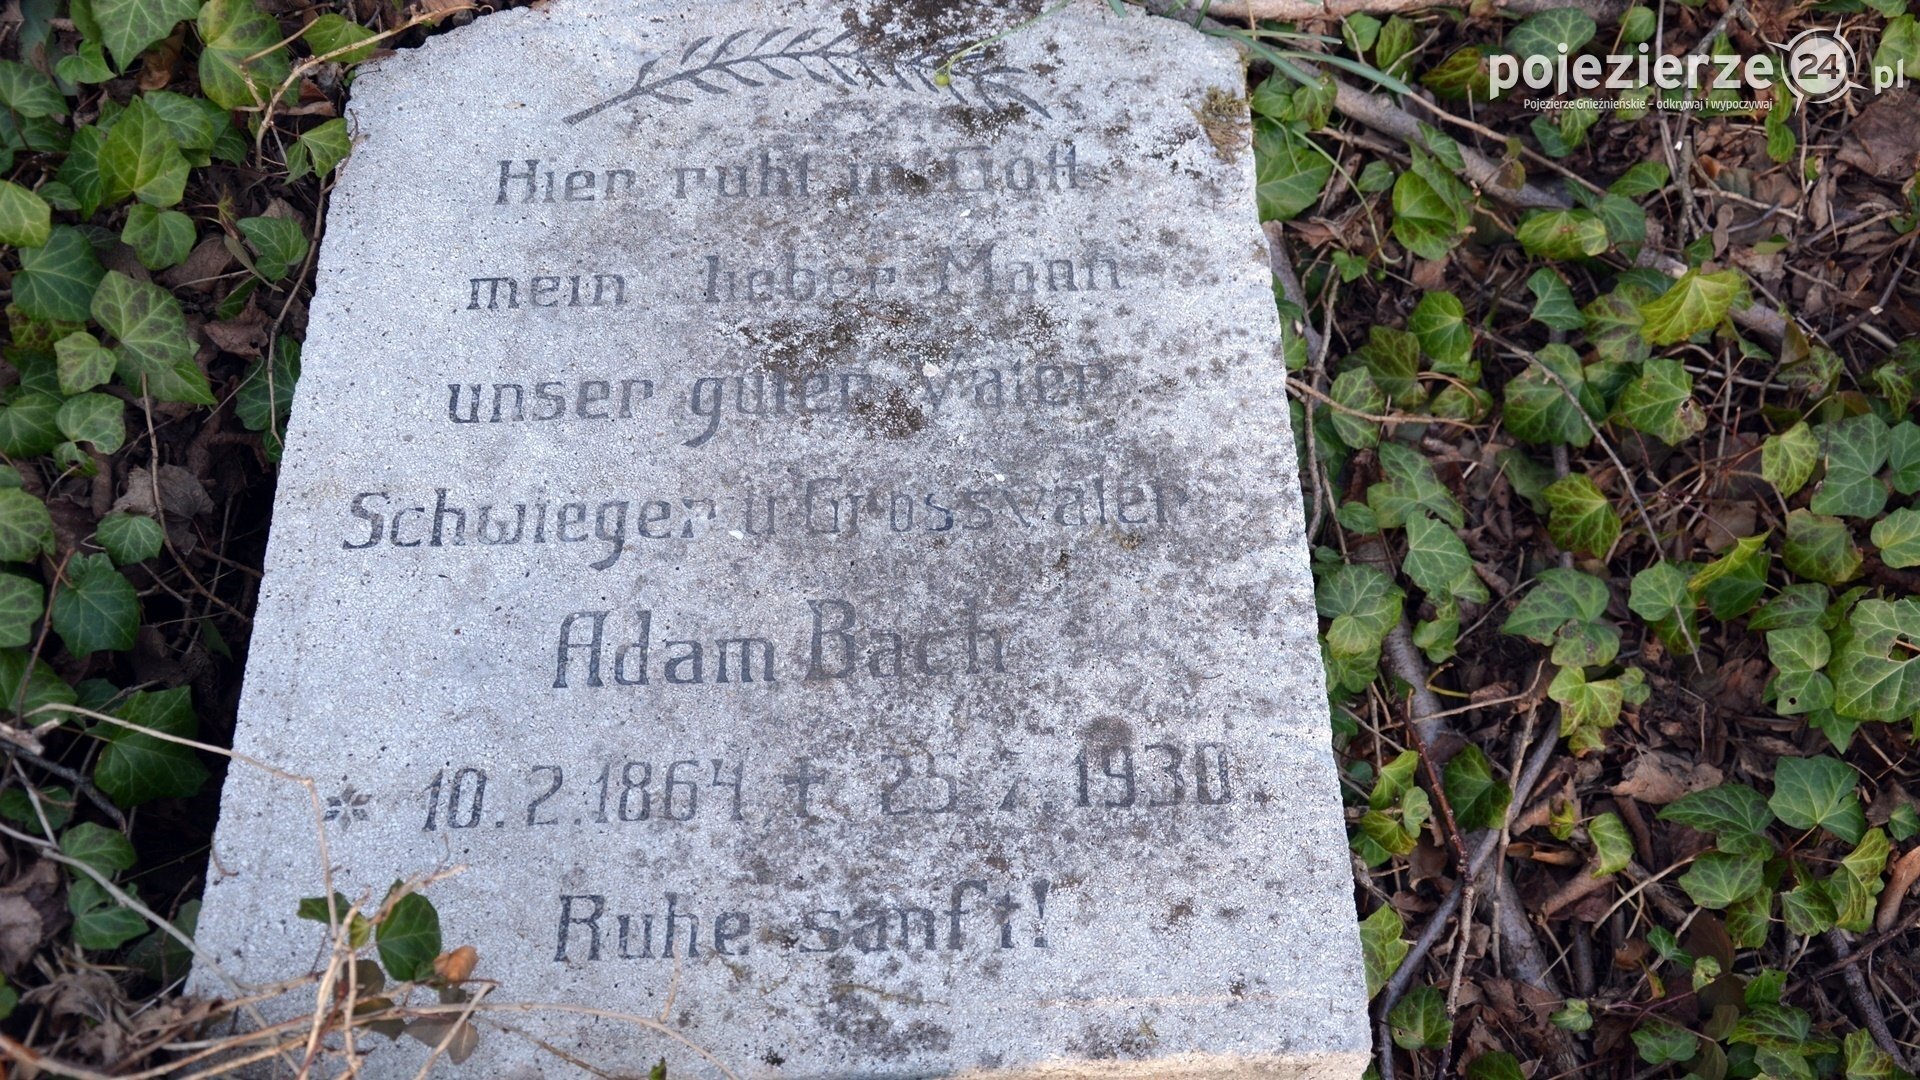 pojezierze24.pl
Pojezierze Gnieźnieńskie – odkrywaj i wypoczywaj
Hier ruht in Gott
mein lieber Mann
unser guter Vater
Schwieger u Grossvater
Adam Bach
* 10.2.1864, † 25.7.1930.
Ruhe sanft!